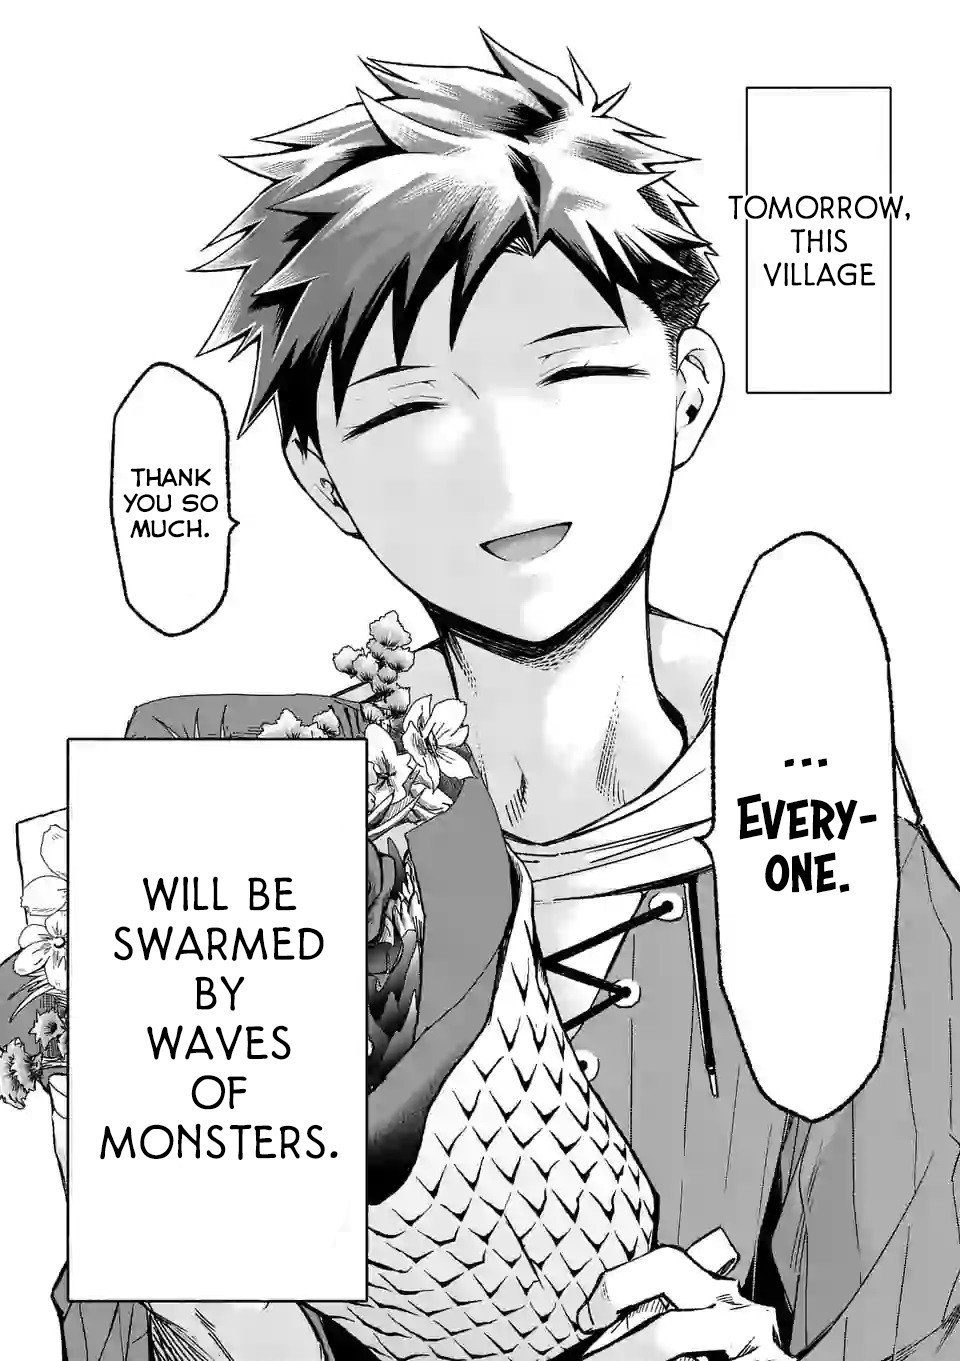 TOMORROW,
THIS
VILLAGE
...
EVERY-
ONE.
THANK
YOU SO
MUCH.
WILL BE
SWARMED
BY
WAVES
OF
MONSTERS.